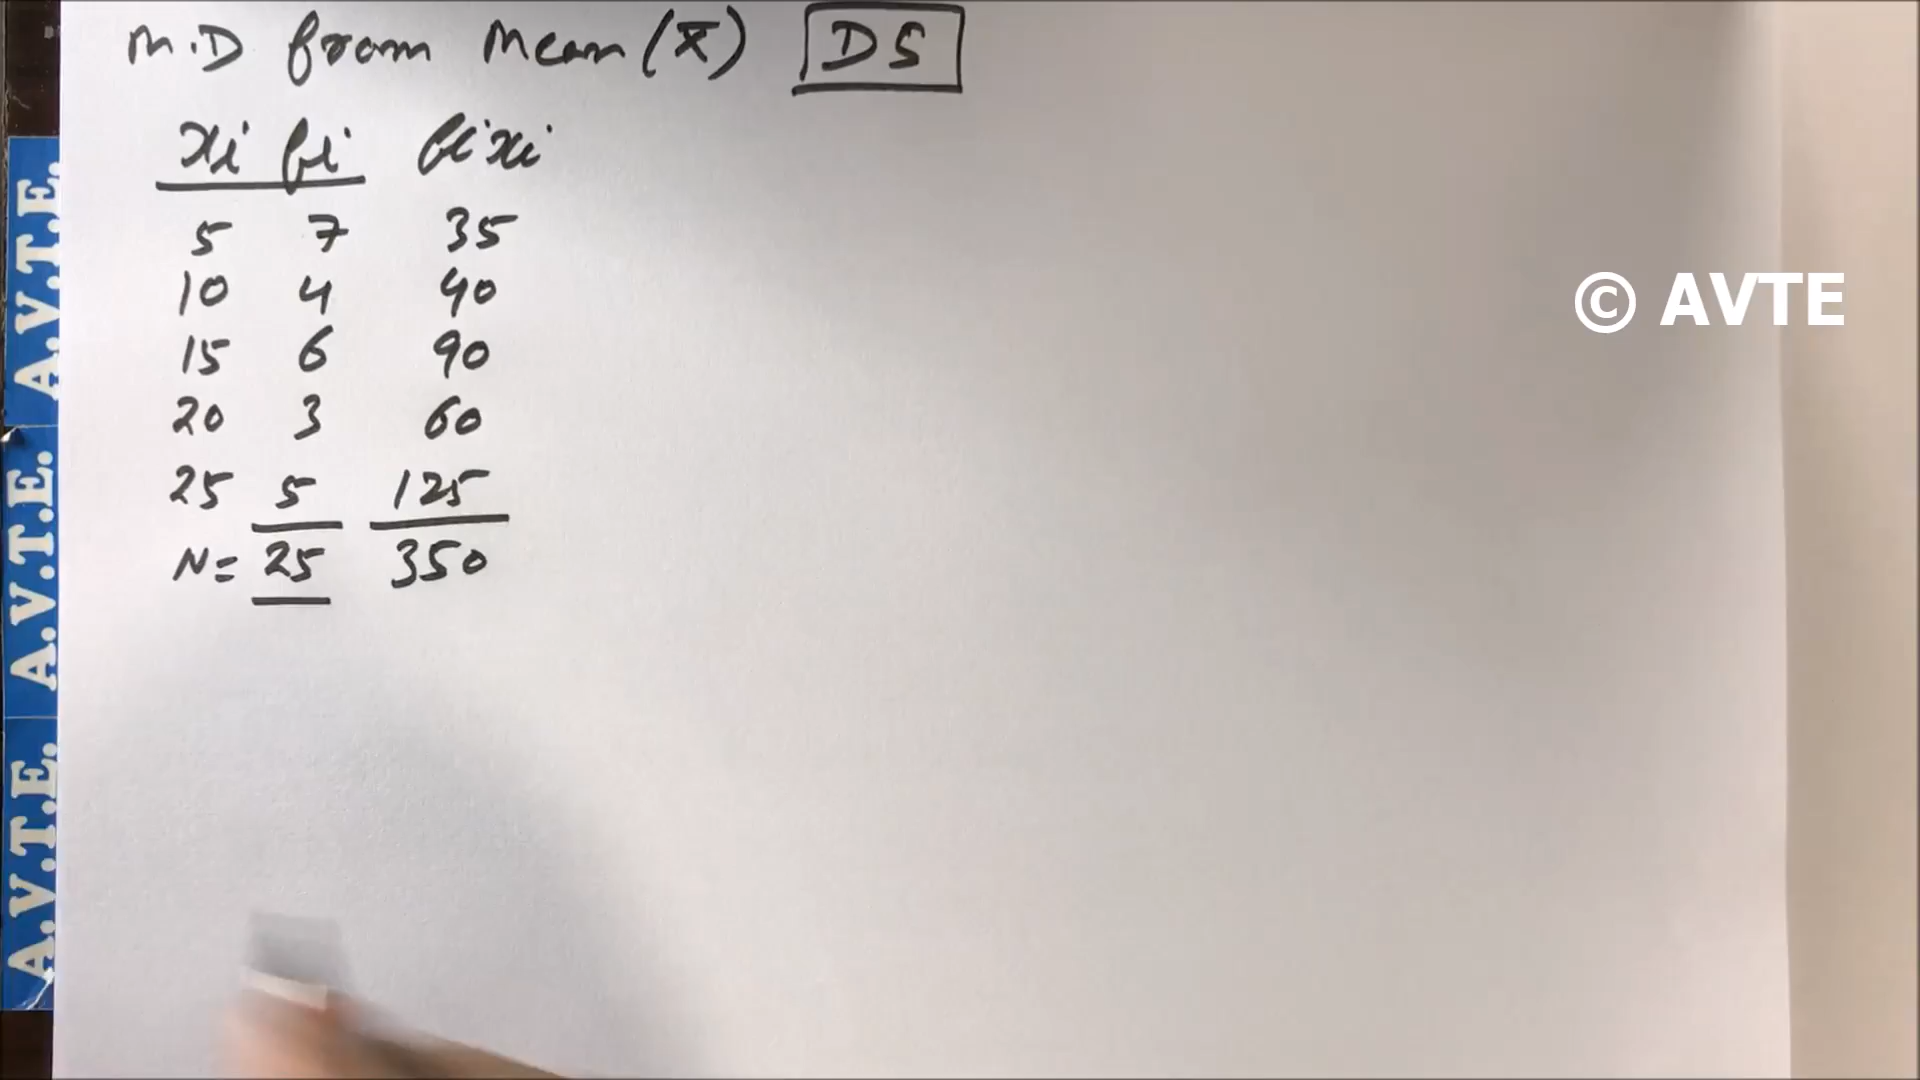 M.D from Mean (x̄) DS
xi fi fixi
5 7 35
10 4 40
15 6 90
20 3 60
25 5 125
N= 25 350
© AVTE
A.V.T.E. A.V.T.E. A.V.T.E.